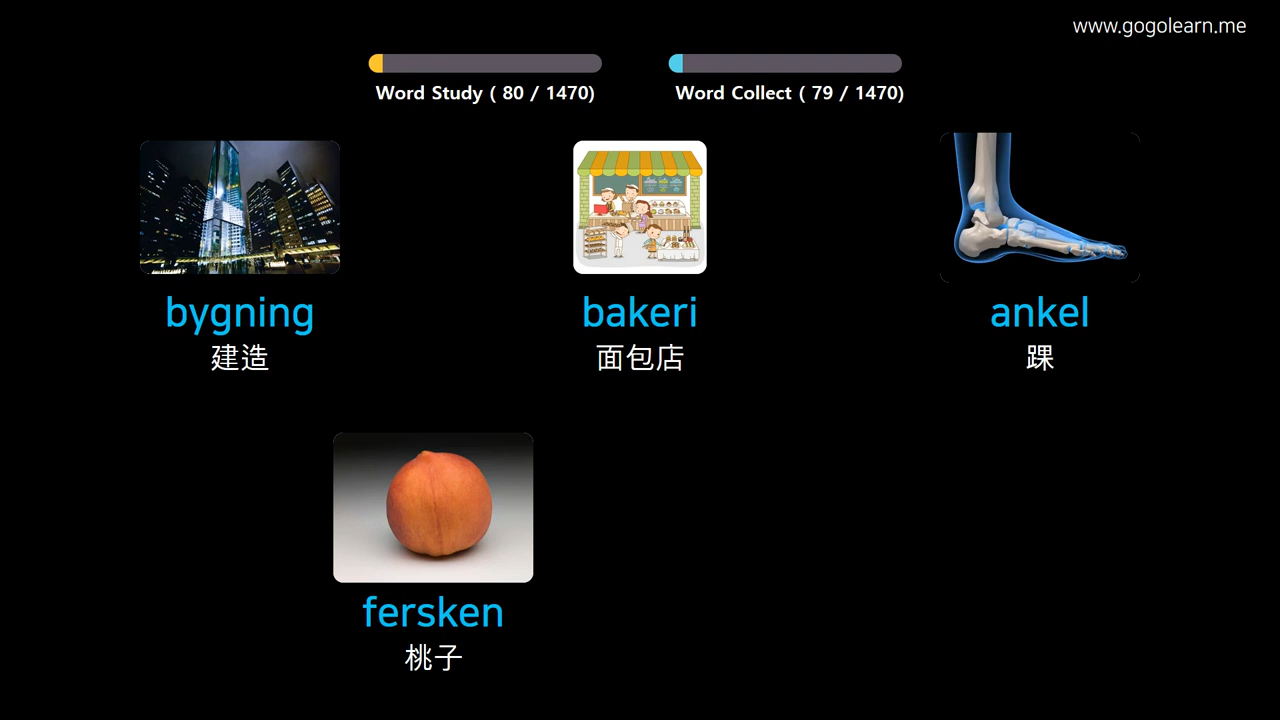 www.gogolearn.me
Word Study ( 80 / 1470)
Word Collect ( 79 / 1470)
bygning
建造
bakeri
面包店
ankel
踝
fersken
桃子